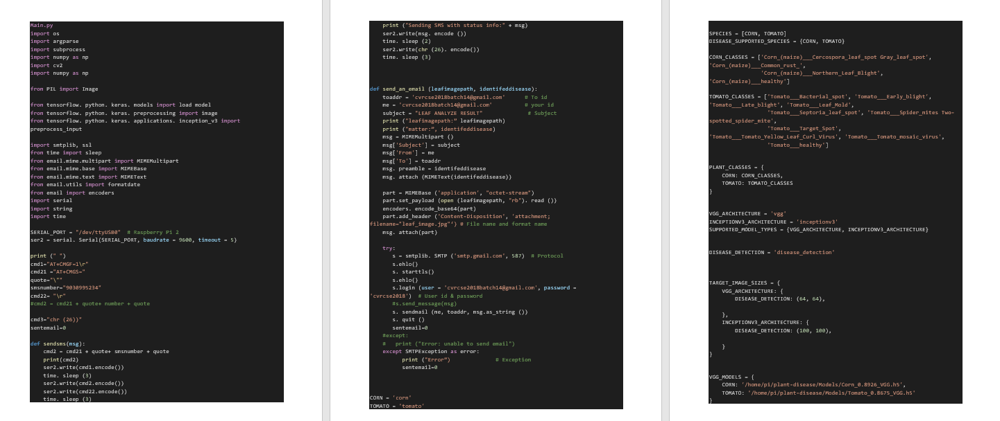 Main.py
import os
import argparse
import subprocess
import numpy as np
import cv2
import numpy as np
from PIL import Image
from tensorflow. python. keras. models import load model
from tensorflow. python. keras. preprocessing import image
from tensorflow. python. keras. applications. inception_v3 import
preprocess_input
import smtplib, ssl
from time import sleep
from email.mime.multipart import MIMEMultipart
from email.mime.base import MIMEBase
from email.mime.text import MIMEText
from email.utils import formatdate
from email import encoders
import serial
import string
import time
SERIAL_PORT = "/dev/ttyUSB0"  # Raspberry Pi 2
ser2 = serial. Serial(SERIAL_PORT, baudrate = 9600, timeout = 5)
print (" ")
cmd1="AT+CMGF=1\r"
cmd21 ="AT+CMGS="
quote="\""
smsnumber="9030995234"
cmd22= "\r"
#cmd2 = cmd21 + quote+ number + quote
cmd3="chr (26))"
sentemail=0
def sendsms(msg):
    cmd2 = cmd21 + quote+ smsnumber + quote
    print(cmd2)
    ser2.write(cmd1.encode())
    time. sleep (3)
    ser2.write(cmd2.encode())
    ser2.write(cmd22.encode())
    time. sleep (3)
    print ("Sending SMS with status info:" + msg)
    ser2.write(msg. encode ())
    time. sleep (2)
    ser2.write(chr (26). encode())
    time. sleep (3)
def send_an_email (leafimagepath, identifeddisease):
    toaddr = 'cvrcse2018batch14@gmail.com'      # To id
    me = 'cvrcse2018batch14@gmail.com'          # your id
    subject = "LEAF ANALYZE RESULT"              # Subject
    print ("leafimagepath:" leafimagepath)
    print ("matter:", identifeddisease)
    msg = MIMEMultipart ()
    msg['Subject'] = subject
    msg['From'] = me
    msg['To'] = toaddr
    msg. preamble = identifeddisease
    msg. attach (MIMEText(identifeddisease))
    part = MIMEBase ('application', "octet-stream")
    part.set_payload (open (leafimagepath, "rb"). read ())
    encoders. encode_base64(part)
    part.add_header ('Content-Disposition', 'attachment;
filename="leaf_image.jpg"') # File name and format name
    msg. attach(part)
    try:
       s = smtplib. SMTP ('smtp.gmail.com', 587)  # Protocol
       s.ehlo()
       s. starttls()
       s.ehlo()
       s.login (user = 'cvrcse2018batch14@gmail.com', password =
'cvrcse2018')  # User id & password
       #s.send_message(msg)
       s. sendmail (me, toaddr, msg.as_string ())
       s. quit ()
       sentemail=0
    #except:
    #   print ("Error: unable to send email")
    except SMTPException as error:
          print ("Error")              # Exception
          sentemail=0
CORN = 'corn'
TOMATO = 'tomato'
SPECIES = [CORN, TOMATO]
DISEASE_SUPPORTED_SPECIES = {CORN, TOMATO}
CORN_CLASSES = ['Corn_(maize)___Cercospora_leaf_spot Gray_leaf_spot',
'Corn_(maize)___Common_rust_',
                'Corn_(maize)___Northern_Leaf_Blight',
'Corn_(maize)___healthy']
TOMATO_CLASSES = ['Tomato___Bacterial_spot', 'Tomato___Early_blight',
'Tomato___Late_blight', 'Tomato___Leaf_Mold',
                  'Tomato___Septoria_leaf_spot', 'Tomato___Spider_mites Two-
spotted_spider_mite',
                  'Tomato___Target_Spot',
'Tomato___Tomato_Yellow_Leaf_Curl_Virus', 'Tomato___Tomato_mosaic_virus',
                  'Tomato___healthy']
PLANT_CLASSES = {
    CORN: CORN_CLASSES,
    TOMATO: TOMATO_CLASSES
}
VGG_ARCHITECTURE = 'vgg'
INCEPTIONV3_ARCHITECTURE = 'inceptionv3'
SUPPORTED_MODEL_TYPES = {VGG_ARCHITECTURE, INCEPTIONV3_ARCHITECTURE}
DISEASE_DETECTION = 'disease_detection'
TARGET_IMAGE_SIZES = {
    VGG_ARCHITECTURE: {
        DISEASE_DETECTION: (64, 64),
    },
    INCEPTIONV3_ARCHITECTURE: {
        DISEASE_DETECTION: (100, 100),
    }
}
VGG_MODELS = {
    CORN: '/home/pi/plant-disease/Models/Corn_0.8926_VGG.h5',
    TOMATO: '/home/pi/plant-disease/Models/Tomato_0.8675_VGG.h5'
}